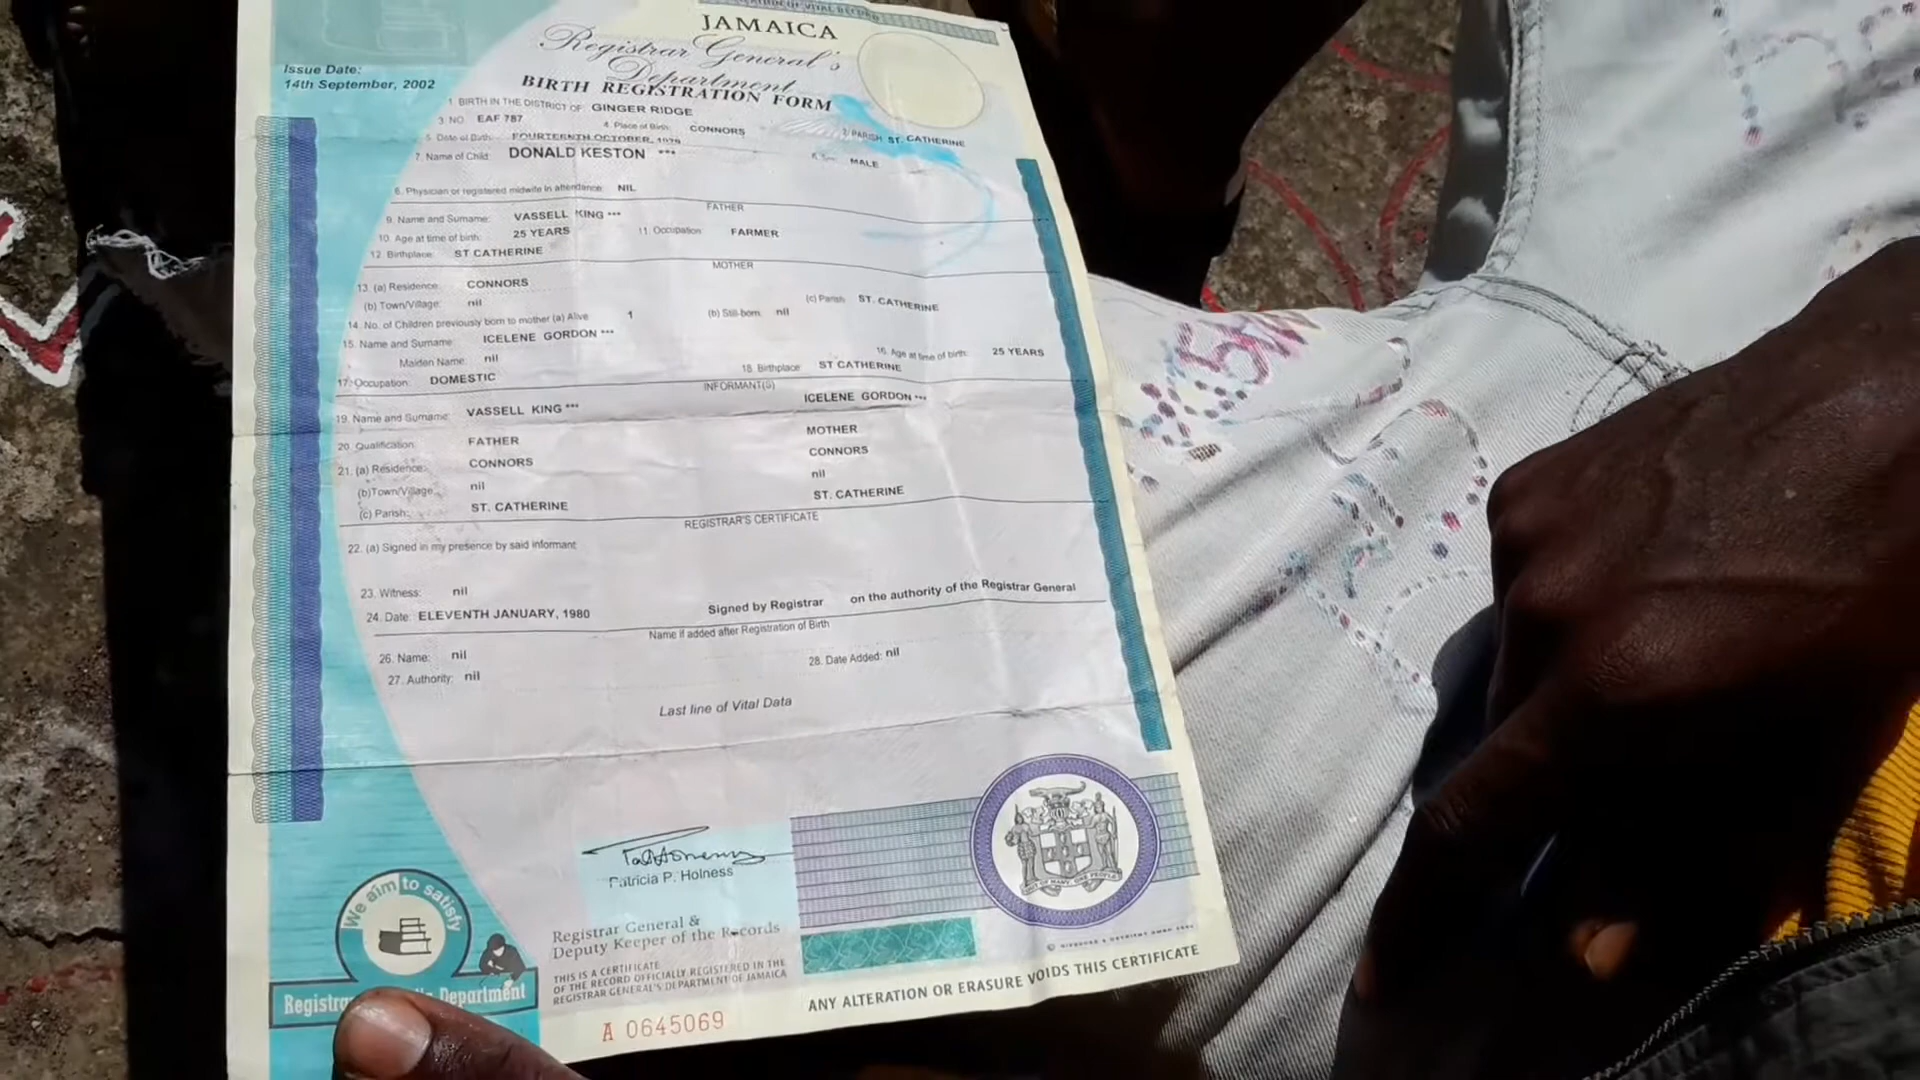 JAMAICA
Registrar General's
Department
BIRTH REGISTRATION FORM
Issue Date:
14th September, 2002
1. BIRTH IN THE DISTRICT OF: GINGER RIDGE
2. PARISH ST. CATHERINE
3. NO. EAF 787
4. Place of Birth: CONNORS
5. Date of Birth: FOURTEENTH OCTOBER, 1979
7. Name of Child: DONALD KESTON ***
MALE
8. Physician or registered midwife in attendance: NIL
FATHER
9. Name and Surname: VASSELL KING ***
10. Age at time of birth: 25 YEARS 11. Occupation: FARMER
12. Birthplace: ST CATHERINE
MOTHER
13. (a) Residence: CONNORS
(b) Town/Village: nil (c) Parish: ST. CATHERINE
14. No. of Children previously born to mother (a) Alive 1 (b) Still-born: nil
15. Name and Surname: ICELENE GORDON ***
Maiden Name: nil 16. Age at time of birth: 25 YEARS
17. Occupation: DOMESTIC 18. Birthplace ST CATHERINE
INFORMANT(S)
19. Name and Surname: VASSELL KING *** ICELENE GORDON ***
20. Qualification: FATHER MOTHER
21. (a) Residence: CONNORS CONNORS
(b)Town/Village: nil nil
(c) Parish: ST. CATHERINE ST. CATHERINE
REGISTRAR'S CERTIFICATE
22. (a) Signed in my presence by said informant
23. Witness: nil
24. Date: ELEVENTH JANUARY, 1980 Signed by Registrar on the authority of the Registrar General
Name if added after Registration of Birth
26. Name: nil 28. Date Added: nil
27. Authority: nil
Last line of Vital Data
Patricia P. Holness
Registrar General &
Deputy Keeper of the Records
THIS IS A CERTIFICATE
OF THE RECORD OFFICIALLY REGISTERED IN THE
REGISTRAR GENERAL'S DEPARTMENT OF JAMAICA
A 0645069
We aim to satisfy
Department
OUT OF MANY, ONE PEOPLE
ANY ALTERATION OR ERASURE VOIDS THIS CERTIFICATE